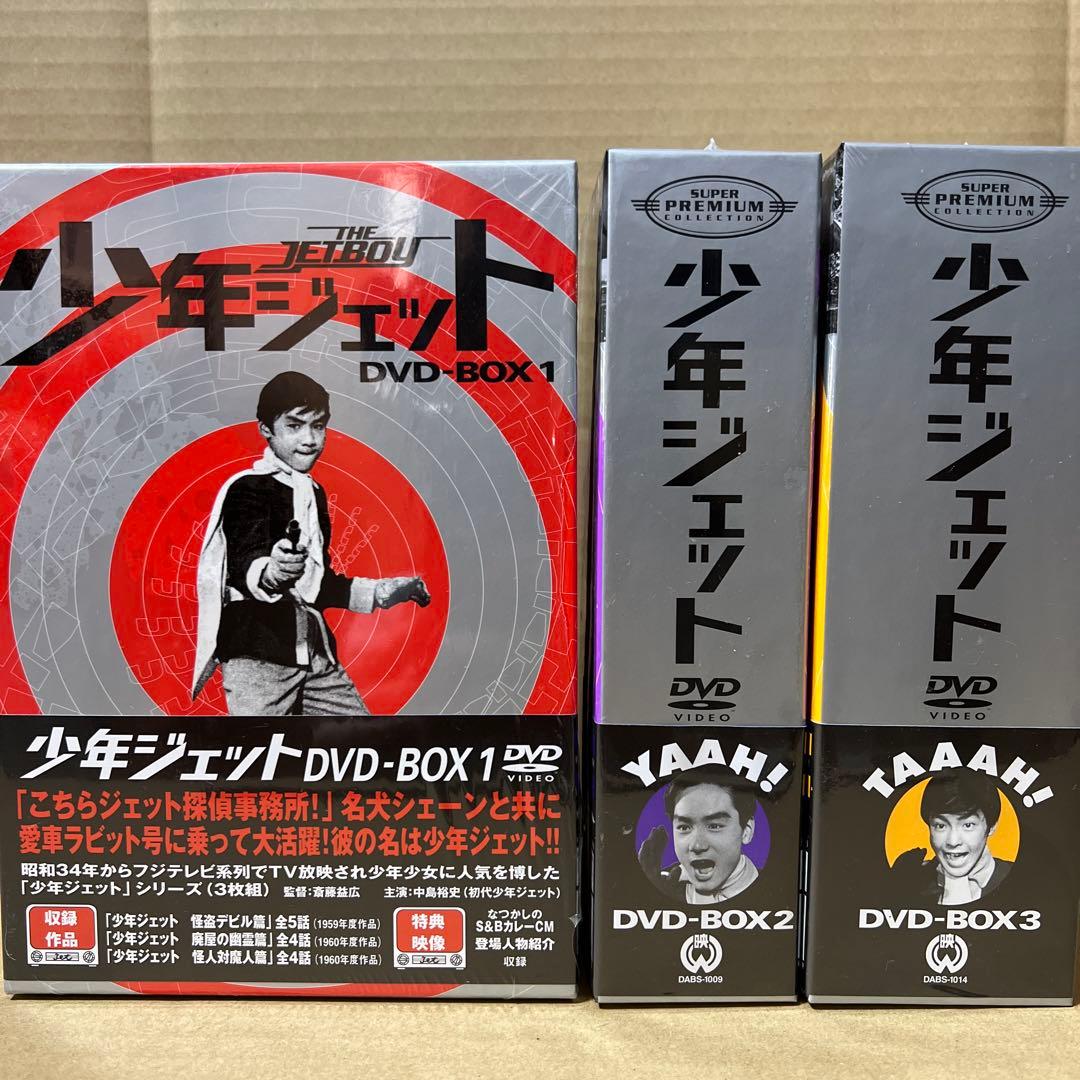 THE
JET BOY
少年ジェット
DVD-BOX 1
少年ジェット DVD-BOX 1 DVD
VIDEO
「こちらジェット探偵事務所!」名犬シェーンと共に
愛車ラビット号に乗って大活躍!彼の名は少年ジェット!!
昭和34年からフジテレビ系列でTV放映され少年少女に人気を博した
「少年ジェット」シリーズ(3枚組) 監督:斎藤益広 主演:中島裕史(初代少年ジェット)
収録
作品
Jet
「少年ジェット 怪盗デビル篇」全5話(1959年度作品)
「少年ジェット 廃屋の幽霊篇」全4話(1960年度作品)
「少年ジェット 怪人対魔人篇」全4話(1960年度作品)
特典
映像
Jet
なつかしの
S&BカレーCM
登場人物紹介
収録
SUPER
PREMIUM
COLLECTION
少年ジェット
DVD
VIDEO
YAAH!
DVD-BOX2
映
DABS-1009
SUPER
PREMIUM
COLLECTION
少年ジェット
DVD
VIDEO
TAAAH!
DVD-BOX3
映
DABS-1014